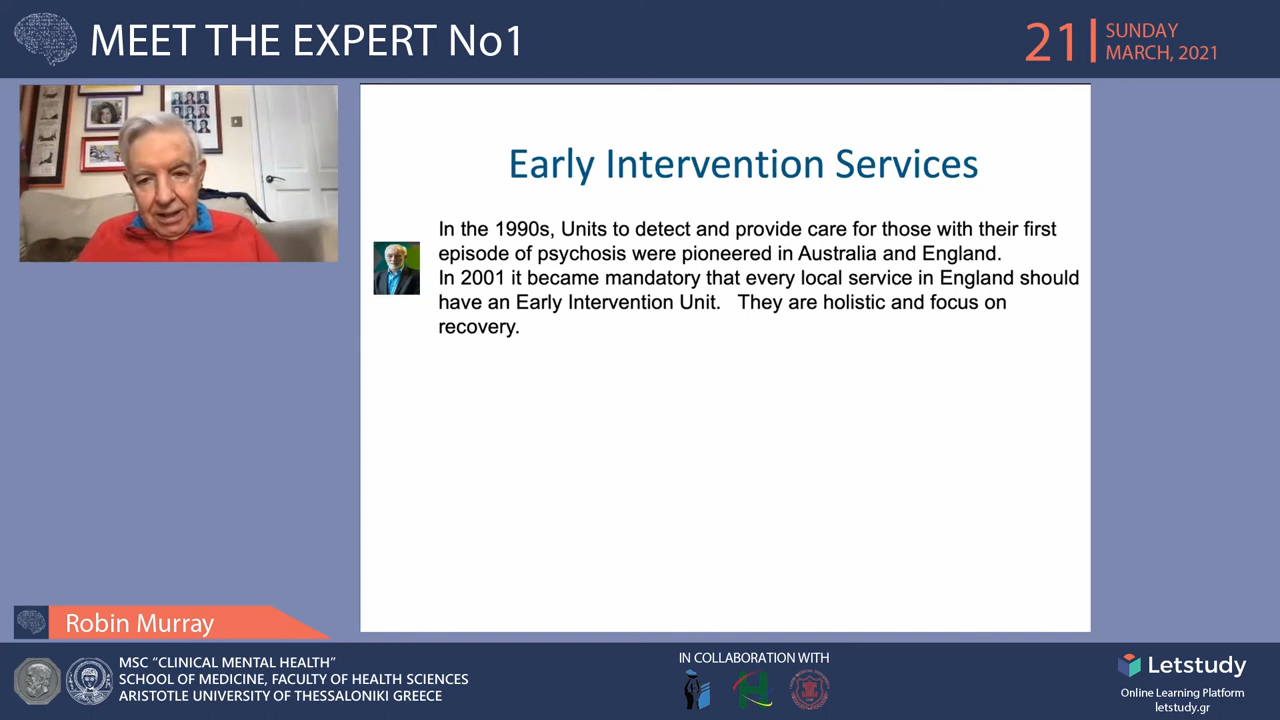 MEET THE EXPERT No1
21
SUNDAY
MARCH, 2021
Early Intervention Services
In the 1990s, Units to detect and provide care for those with their first
episode of psychosis were pioneered in Australia and England.
In 2001 it became mandatory that every local service in England should
have an Early Intervention Unit. They are holistic and focus on
recovery.
Robin Murray
MSC “CLINICAL MENTAL HEALTH”
SCHOOL OF MEDICINE, FACULTY OF HEALTH SCIENCES
ARISTOTLE UNIVERSITY OF THESSALONIKI GREECE
IN COLLABORATION WITH
Letstudy
Online Learning Platform
letstudy.gr